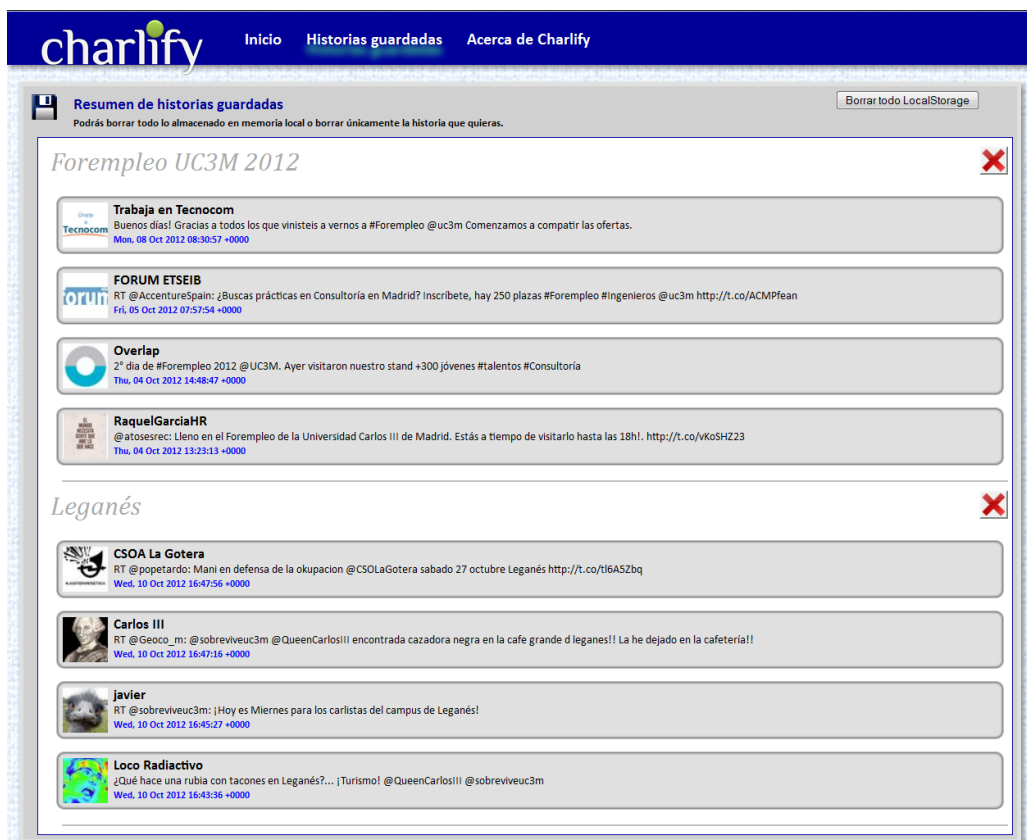 charlify
Inicio Historias guardadas Acerca de Charlify
Resumen de historias guardadas
Borrar todo LocalStorage
Podrás borrar todo lo almacenado en memoria local o borrar únicamente la historia que quieras.
Forempleo UC3M 2012
Únete
a
Tecnocom
Trabaja en Tecnocom
Buenos días! Gracias a todos los que vinisteis a vernos a #Forempleo @uc3m Comenzamos a compatir las ofertas.
Mon, 08 Oct 2012 08:30:57 +0000
FORUM ETSEIB
RT @AccentureSpain: ¿Buscas prácticas en Consultoría en Madrid? Inscríbete, hay 250 plazas #Forempleo #Ingenieros @uc3m http://t.co/ACMPfean
Fri, 05 Oct 2012 07:57:54 +0000
Overlap
2° dia de #Forempleo 2012 @UC3M. Ayer visitaron nuestro stand +300 jóvenes #talentos #Consultoría
Thu, 04 Oct 2012 14:48:47 +0000
RaquelGarciaHR
@atosesrec: Lleno en el Forempleo de la Universidad Carlos III de Madrid. Estás a tiempo de visitarlo hasta las 18h!. http://t.co/vKoSHZ23
Thu, 04 Oct 2012 13:23:13 +0000
Leganés
CSOA La Gotera
RT @popetardo: Mani en defensa de la okupacion @CSOLaGotera sabado 27 octubre Leganés http://t.co/tl6A5Zbq
Wed, 10 Oct 2012 16:47:56 +0000
Carlos III
RT @Geoco_m: @sobreviveuc3m @QueenCarlosIII encontrada cazadora negra en la cafe grande d leganes!! La he dejado en la cafetería!!
Wed, 10 Oct 2012 16:47:16 +0000
javier
RT @sobreviveuc3m: ¡Hoy es Miernes para los carlistas del campus de Leganés!
Wed, 10 Oct 2012 16:45:27 +0000
Loco Radiactivo
¿Qué hace una rubia con tacones en Leganés?... ¡Turismo! @QueenCarlosIII @sobreviveuc3m
Wed, 10 Oct 2012 16:43:36 +0000